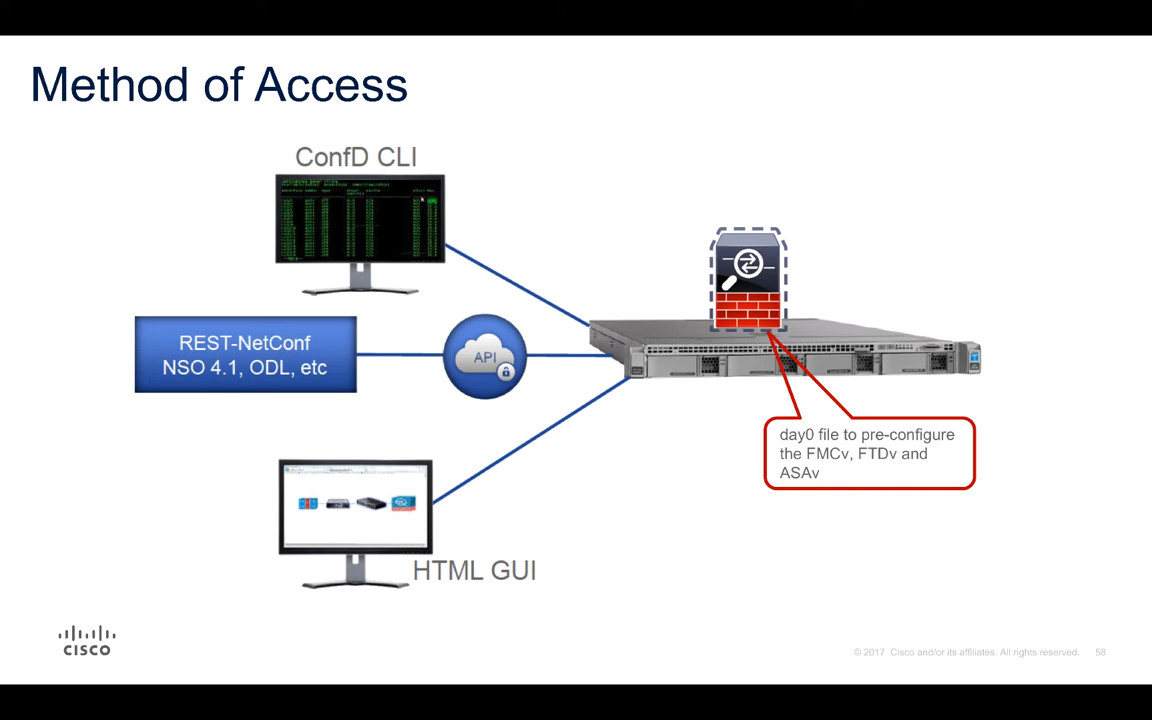 Method of Access
ConfD CLI
REST-NetConf
NSO 4.1, ODL, etc
API
day0 file to pre-configure
the FMCv, FTDv and
ASAv
HTML GUI
CISCO
© 2017 Cisco and/or its affiliates. All rights reserved. 58